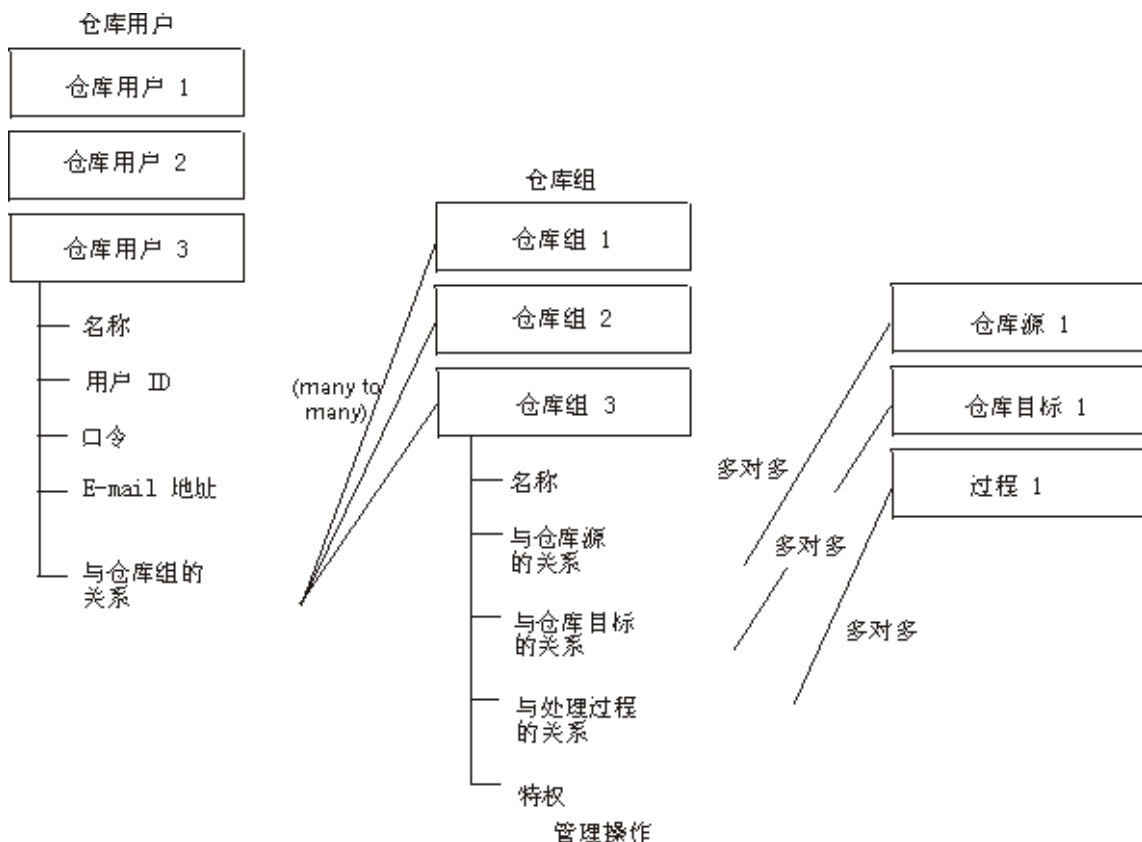 仓库用户
仓库用户 1
仓库用户 2
仓库用户 3
名称
用户 ID
口令
E-mail 地址
与仓库组的
关系
(many to
many)
仓库组
仓库组 1
仓库组 2
仓库组 3
名称
与仓库源
的关系
与仓库目标
的关系
与处理过程
的关系
特权
管理操作
多对多
多对多
多对多
仓库源 1
仓库目标 1
过程 1